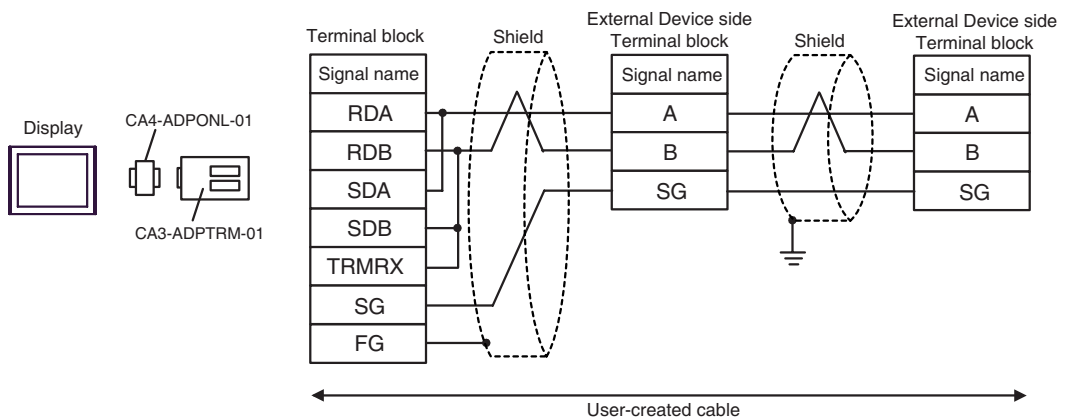 Display
CA4-ADPONL-01
CA3-ADPTRM-01
Terminal block
Signal name
RDA
RDB
SDA
SDB
TRMRX
SG
FG
Shield
External Device side
Terminal block
Signal name
A
B
SG
Shield
External Device side
Terminal block
Signal name
A
B
SG
User-created cable